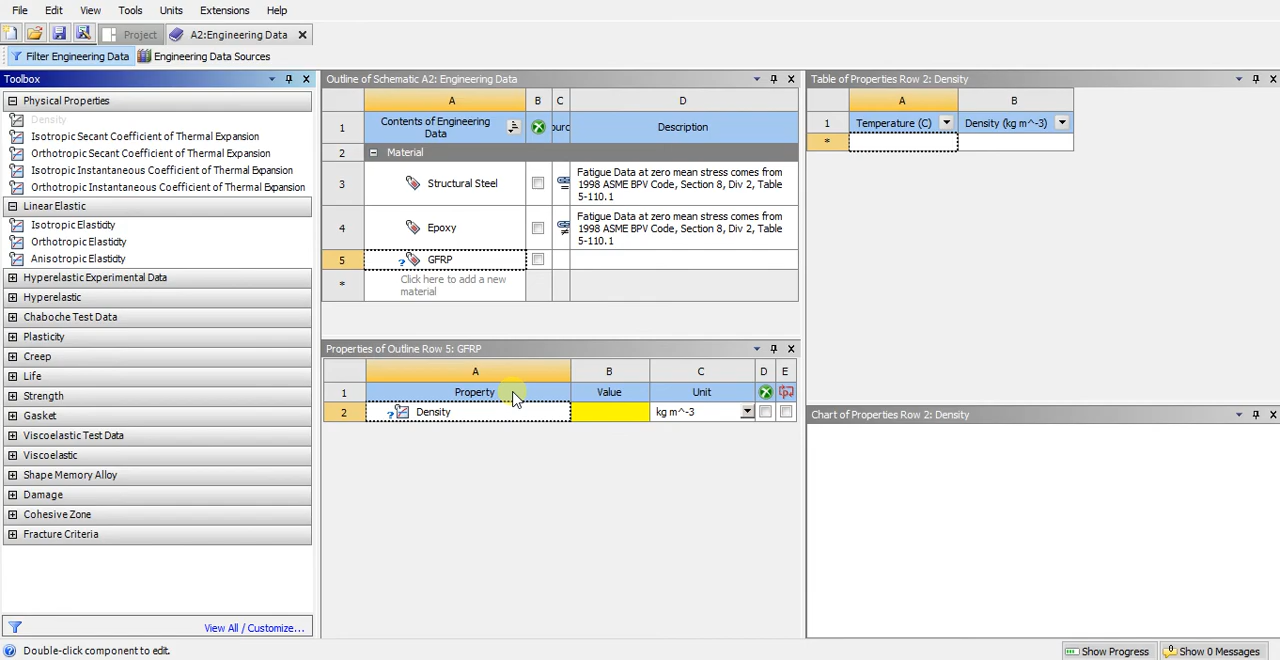 File Edit View Tools Units Extensions Help
Project A2:Engineering Data
Filter Engineering Data Engineering Data Sources
Toolbox
Physical Properties
Density
Isotropic Secant Coefficient of Thermal Expansion
Orthotropic Secant Coefficient of Thermal Expansion
Isotropic Instantaneous Coefficient of Thermal Expansion
Orthotropic Instantaneous Coefficient of Thermal Expansion
Linear Elastic
Isotropic Elasticity
Orthotropic Elasticity
Anisotropic Elasticity
Hyperelastic Experimental Data
Hyperelastic
Chaboche Test Data
Plasticity
Creep
Life
Strength
Gasket
Viscoelastic Test Data
Viscoelastic
Shape Memory Alloy
Damage
Cohesive Zone
Fracture Criteria
View All / Customize...
Outline of Schematic A2: Engineering Data
A B C D
1 Contents of Engineering
Data
ourc Description
2 Material
3 Structural Steel
Fatigue Data at zero mean stress comes from
1998 ASME BPV Code, Section 8, Div 2, Table
5-110.1
4 Epoxy
Fatigue Data at zero mean stress comes from
1998 ASME BPV Code, Section 8, Div 2, Table
5-110.1
5 ? GFRP
* Click here to add a new
material
Properties of Outline Row 5: GFRP
A B C D E
1 Property Value Unit
2 ? Density kg m^-3
Table of Properties Row 2: Density
A B
1 Temperature (C) Density (kg m^-3)
*
Chart of Properties Row 2: Density
Double-click component to edit.
Show Progress Show 0 Messages